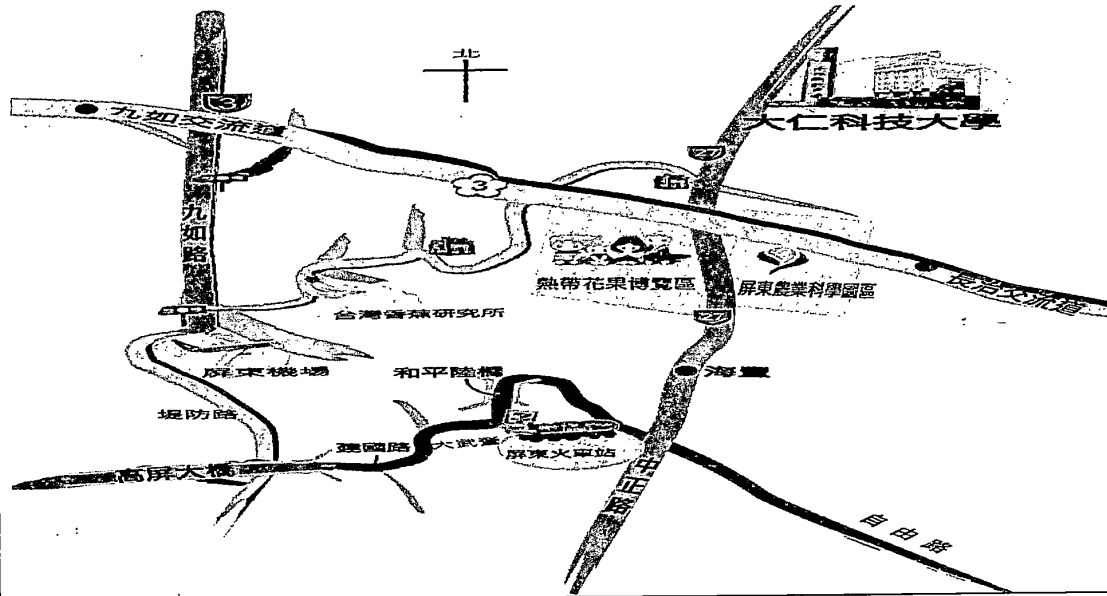 北
3
九如交流道
大仁科技大學
27
3
九如路
熱帶花果博覽區
屏東農業科學園區
長治交流道
台灣香蕉研究所
27
屏東機場
和平陸橋
海豐
堤防路
建國路
大武營
屏東火車站
高屏大橋
中正路
自由路